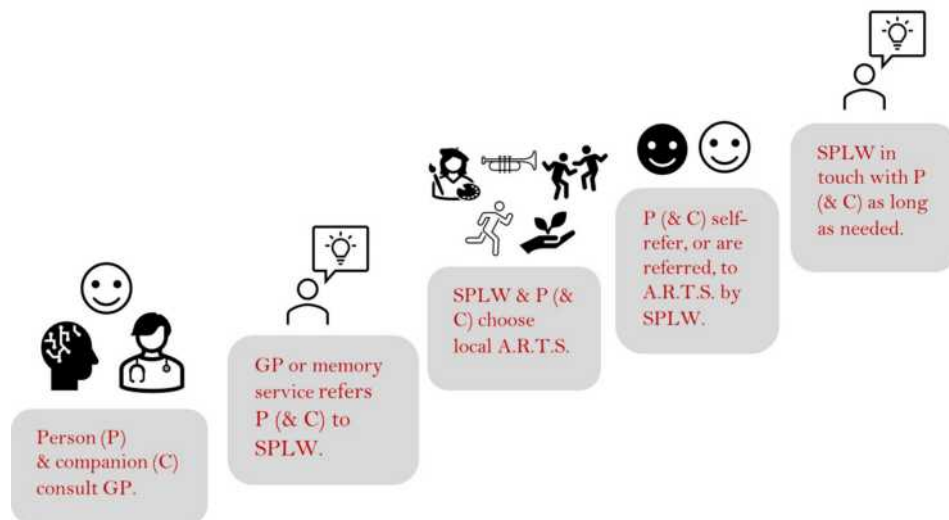 Person (P)
& companion (C)
consult GP.
GP or memory
service refers
P (& C) to
SPLW.
SPLW & P (&
C) choose
local A.R.T.S.
P (& C) self-
refer, or are
referred, to
A.R.T.S. by
SPLW.
SPLW in
touch with P
(& C) as long
as needed.